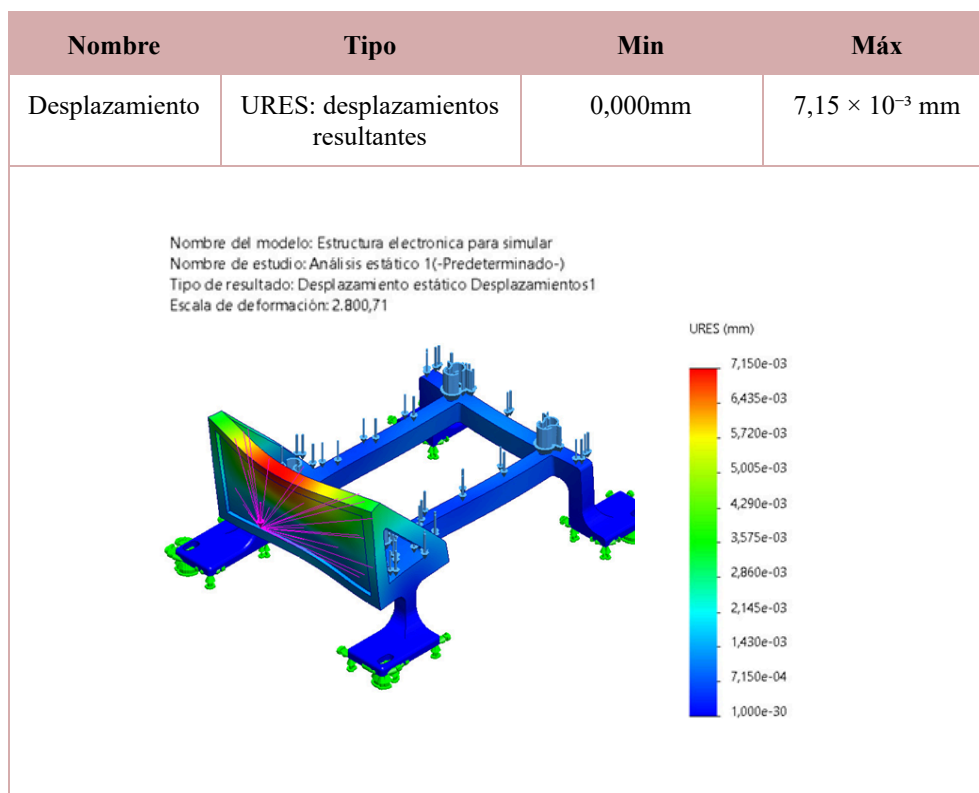 Nombre Tipo Min Máx
Desplazamiento URES: desplazamientos 0,000mm 7,15 × 10⁻³ mm
resultantes
Nombre del modelo: Estructura electronica para simular
Nombre de estudio: Análisis estático 1(-Predeterminado-)
Tipo de resultado: Desplazamiento estático Desplazamientos1
Escala de deformación: 2.800,71
URES (mm)
7,150e-03
6,435e-03
5,720e-03
5,005e-03
4,290e-03
3,575e-03
2,860e-03
2,145e-03
1,430e-03
7,150e-04
1,000e-30